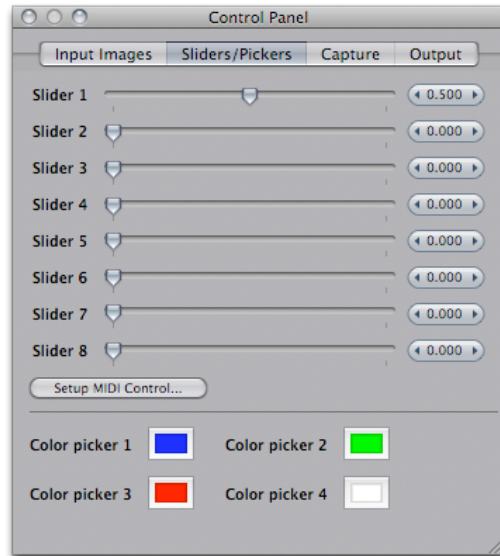 Control Panel
Input Images Sliders/Pickers Capture Output
Slider 1 0.500
Slider 2 0.000
Slider 3 0.000
Slider 4 0.000
Slider 5 0.000
Slider 6 0.000
Slider 7 0.000
Slider 8 0.000
Setup MIDI Control...
Color picker 1 Color picker 2
Color picker 3 Color picker 4